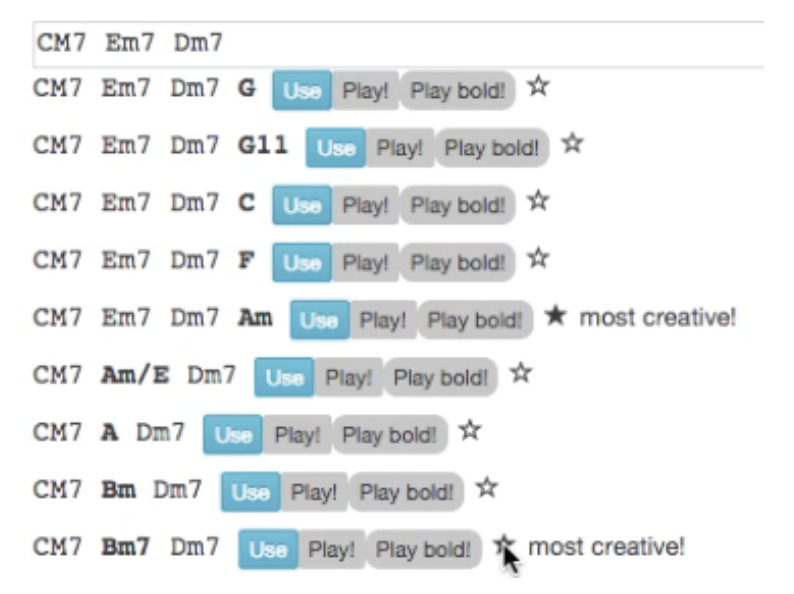 CM7 Em7 Dm7
CM7 Em7 Dm7 G Use Play! Play bold! ☆
CM7 Em7 Dm7 G11 Use Play! Play bold! ☆
CM7 Em7 Dm7 C Use Play! Play bold! ☆
CM7 Em7 Dm7 F Use Play! Play bold! ☆
CM7 Em7 Dm7 Am Use Play! Play bold! ★ most creative!
CM7 Am/E Dm7 Use Play! Play bold! ☆
CM7 A Dm7 Use Play! Play bold! ☆
CM7 Bm Dm7 Use Play! Play bold! ☆
CM7 Bm7 Dm7 Use Play! Play bold! ☆ most creative!